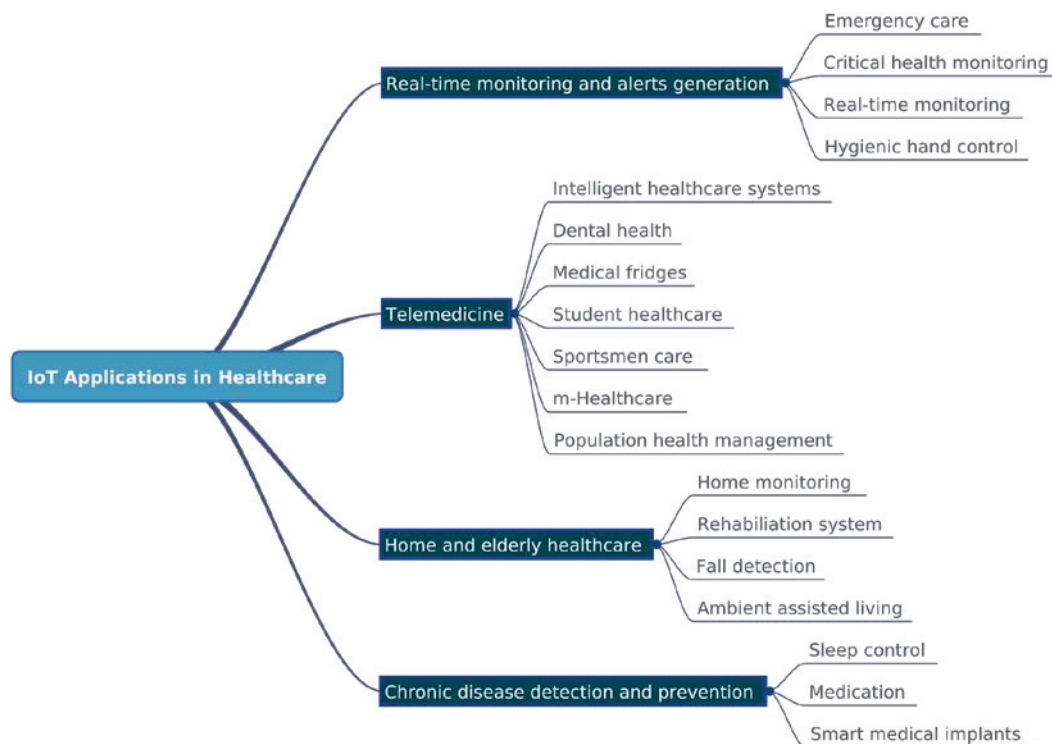 IoT Applications in Healthcare
Real-time monitoring and alerts generation
Emergency care
Critical health monitoring
Real-time monitoring
Hygienic hand control
Telemedicine
Intelligent healthcare systems
Dental health
Medical fridges
Student healthcare
Sportsmen care
m-Healthcare
Population health management
Home and elderly healthcare
Home monitoring
Rehabiliation system
Fall detection
Ambient assisted living
Chronic disease detection and prevention
Sleep control
Medication
Smart medical implants